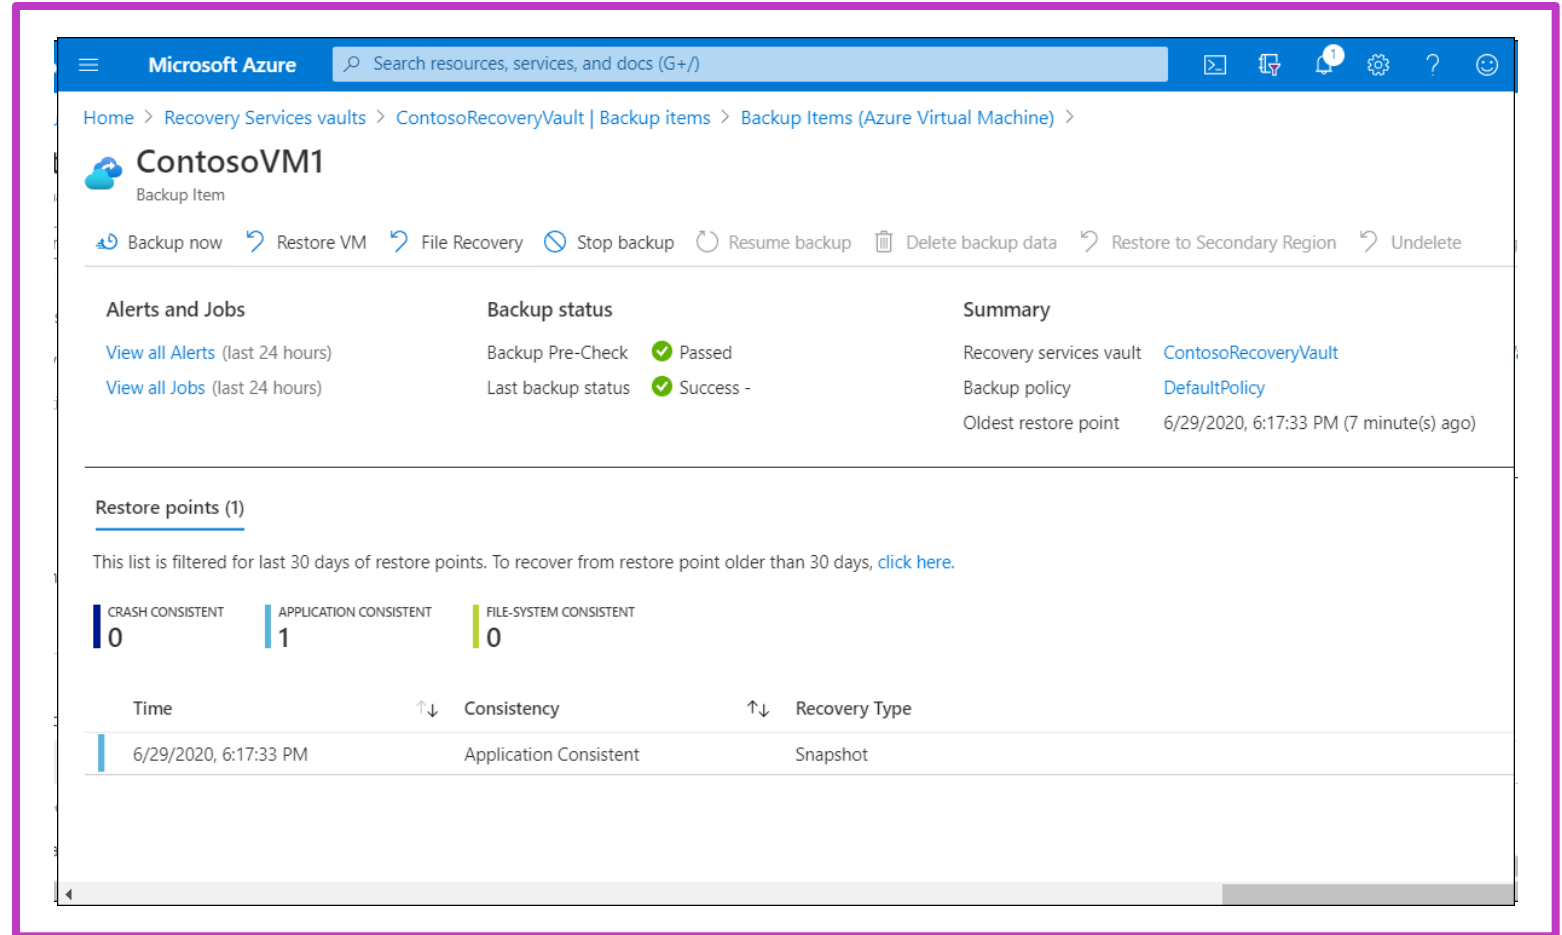 Microsoft Azure
Search resources, services, and docs (G+/)
1
Home > Recovery Services vaults > ContosoRecoveryVault | Backup items > Backup Items (Azure Virtual Machine) >
ContosoVM1
Backup Item
Backup now Restore VM File Recovery Stop backup Resume backup Delete backup data Restore to Secondary Region Undelete
Alerts and Jobs Backup status Summary
View all Alerts (last 24 hours) Backup Pre-Check Passed Recovery services vault ContosoRecoveryVault
View all Jobs (last 24 hours) Last backup status Success - Backup policy DefaultPolicy
Oldest restore point 6/29/2020, 6:17:33 PM (7 minute(s) ago)
Restore points (1)
This list is filtered for last 30 days of restore points. To recover from restore point older than 30 days, click here.
CRASH CONSISTENT APPLICATION CONSISTENT FILE-SYSTEM CONSISTENT
0 1 0
Time Consistency Recovery Type
6/29/2020, 6:17:33 PM Application Consistent Snapshot